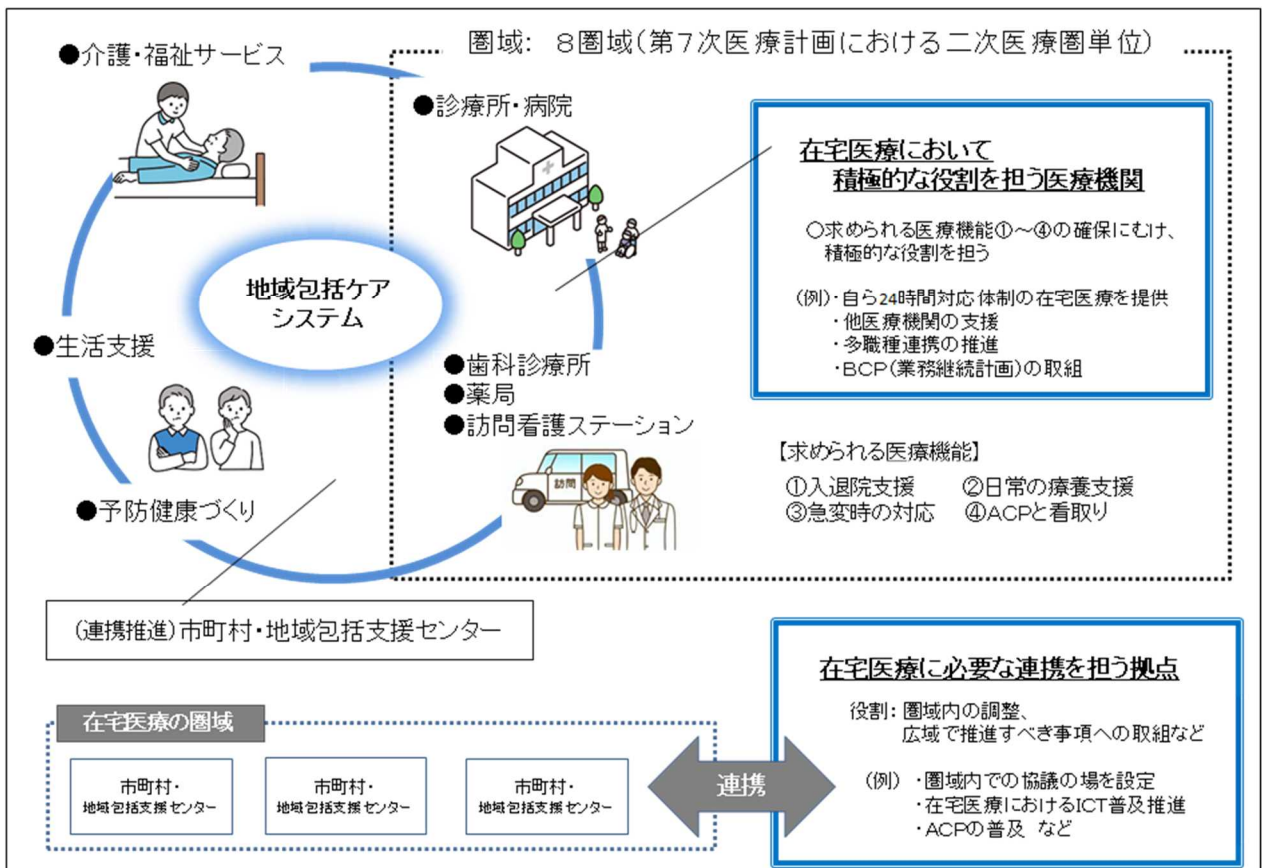 圏域： ８圏域（第７次医療計画における二次医療圏単位）
●介護・福祉サービス
●診療所・病院
地域包括ケア
システム
●生活支援
●歯科診療所
●薬局
●訪問看護ステーション
訪問
●予防健康づくり
在宅医療において
積極的な役割を担う医療機関
○求められる医療機能①～④の確保にむけ、
積極的な役割を担う
（例）・自ら24時間対応体制の在宅医療を提供
・他医療機関の支援
・多職種連携の推進
・ＢＣＰ（業務継続計画）の取組
【求められる医療機能】
①入退院支援　②日常の療養支援
③急変時の対応　④ＡＣＰと看取り
（連携推進）市町村・地域包括支援センター
在宅医療の圏域
市町村・
地域包括支援センター
市町村・
地域包括支援センター
市町村・
地域包括支援センター
連携
在宅医療に必要な連携を担う拠点
役割：圏域内の調整、
広域で推進すべき事項への取組など
（例）・圏域内での協議の場を設定
・在宅医療におけるICT普及推進
・ＡＣＰの普及 など